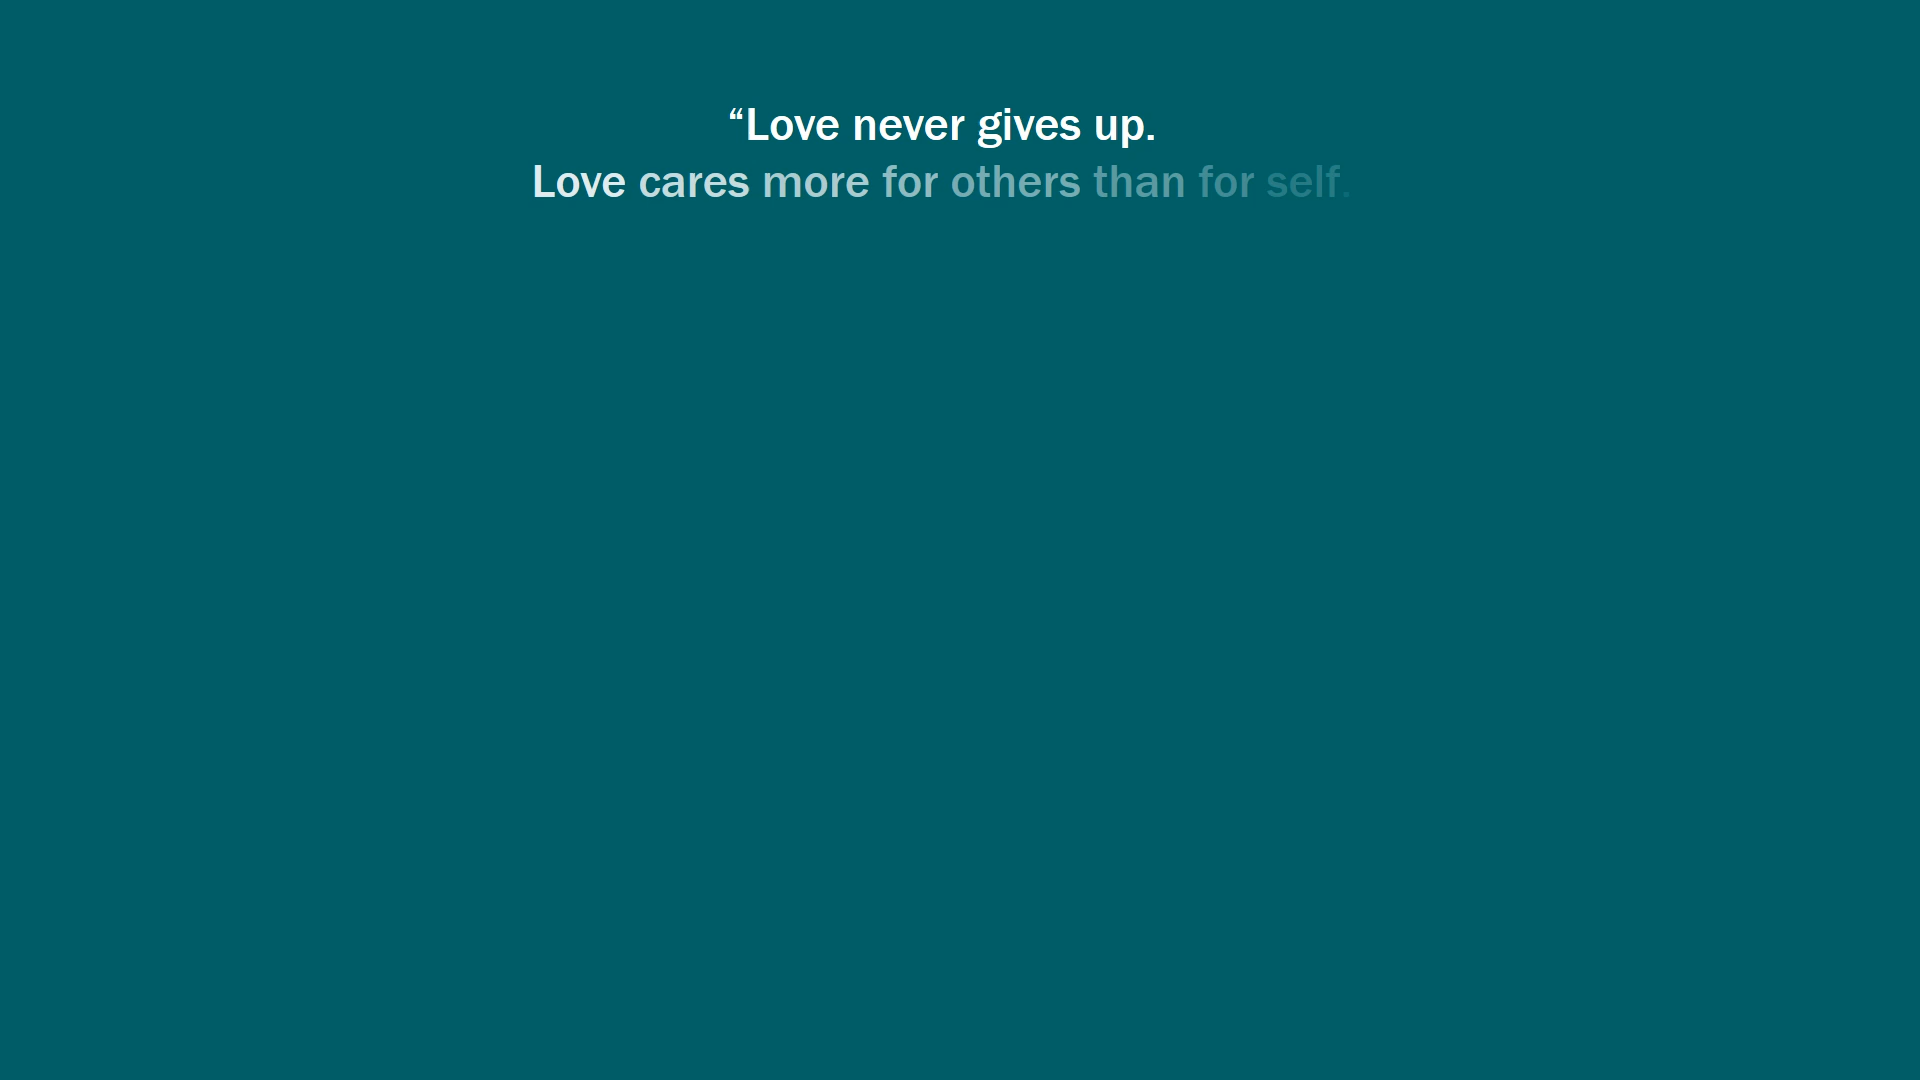 “Love never gives up.
Love cares more for others than for self.